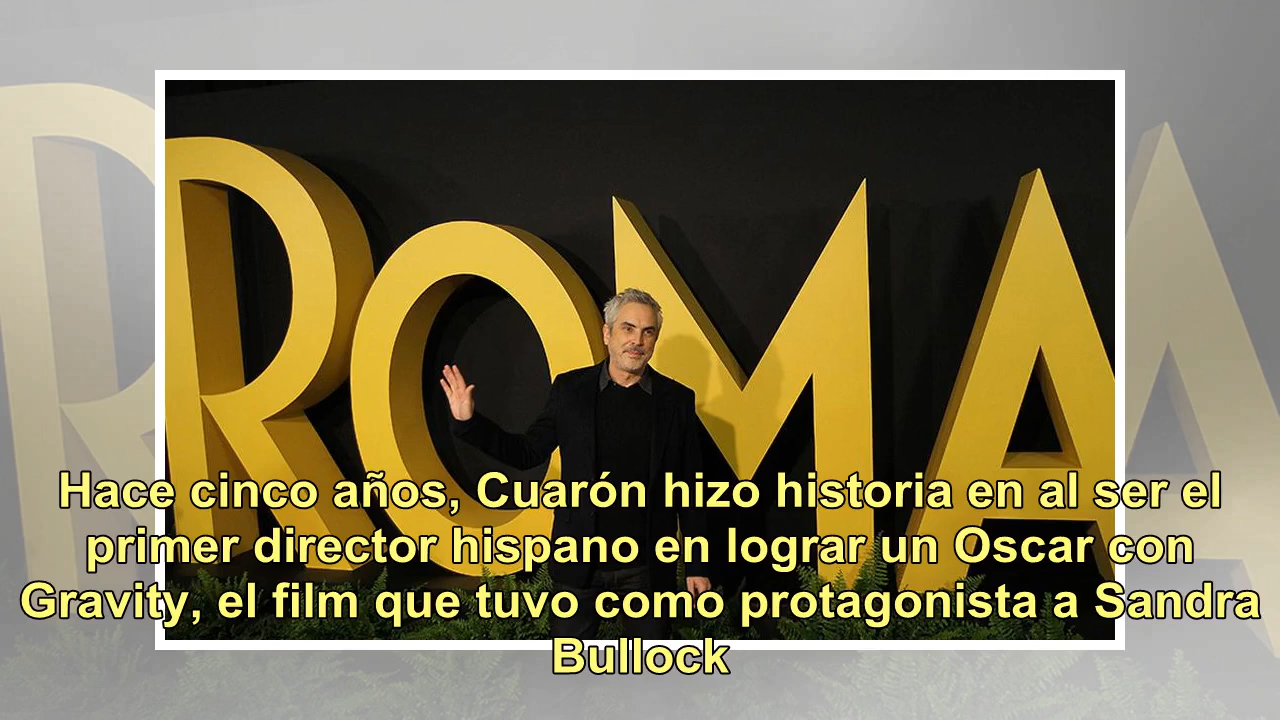 ROMA
Hace cinco años, Cuarón hizo historia en al ser el
primer director hispano en lograr un Oscar con
Gravity, el film que tuvo como protagonista a Sandra
Bullock